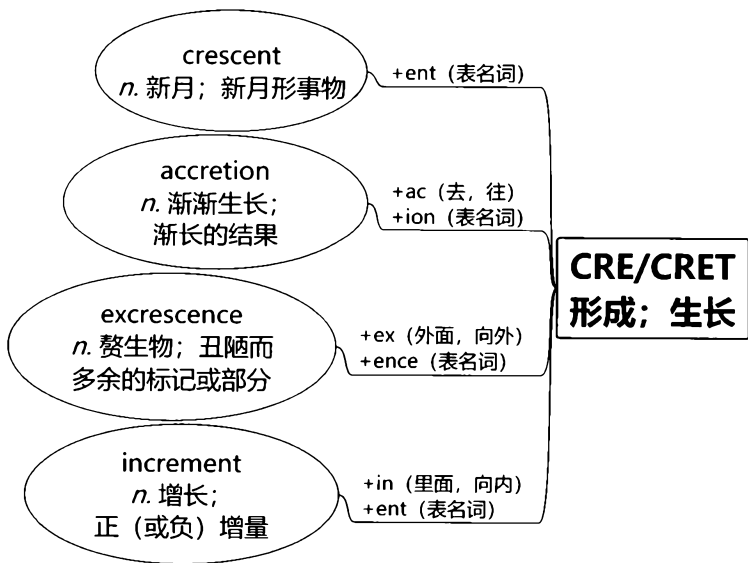 crescent
n. 新月；新月形事物
+ent（表名词）
accretion
n. 渐渐生长；
渐长的结果
+ac（去，往）
+ion（表名词）
CRE/CRET
形成；生长
excrescence
n. 赘生物；丑陋而
多余的标记或部分
+ex（外面，向外）
+ence（表名词）
increment
n. 增长；
正（或负）增量
+in（里面，向内）
+ent（表名词）